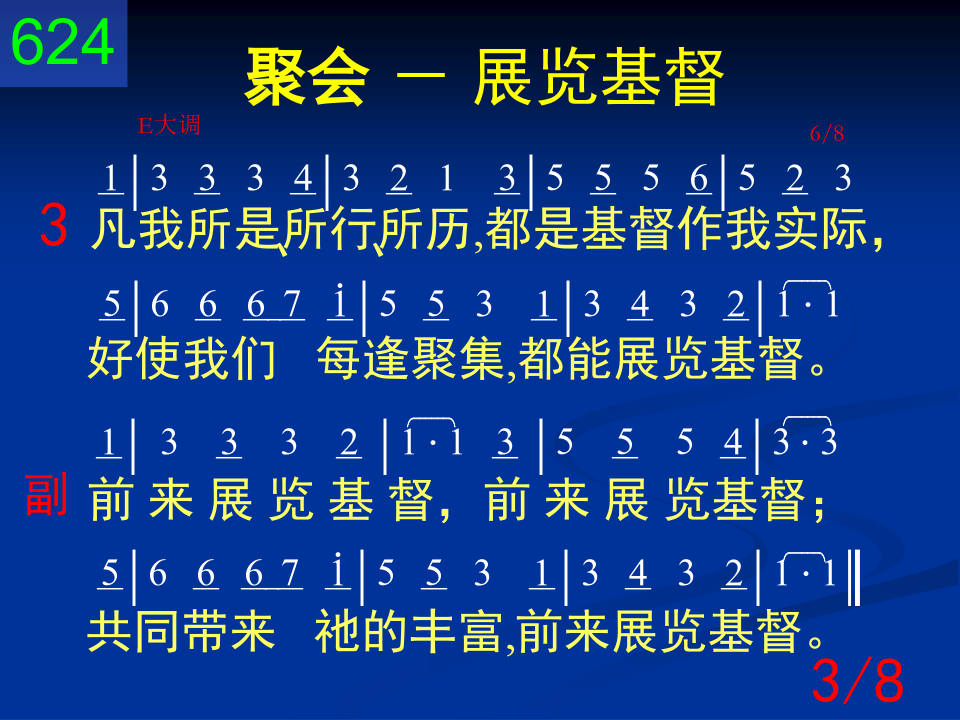 624
聚会 － 展览基督
E大调 6/8
1|3 3 3 4|3 2 1 3|5 5 5 6|5 2 3
3 凡我所是、所行、所历,都是基督作我实际，
5|6 6 6 7 i|5 5 3 1|3 4 3 2|1 · 1
好使我们 每逢聚集,都能展览基督。
1|3 3 3 2|1 · 1 3|5 5 5 4|3 · 3
副 前 来 展 览 基 督，前 来 展 览基督；
5|6 6 6 7 i|5 5 3 1|3 4 3 2|1 · 1‖
共同带来 祂的丰富,前来展览基督。
3/8